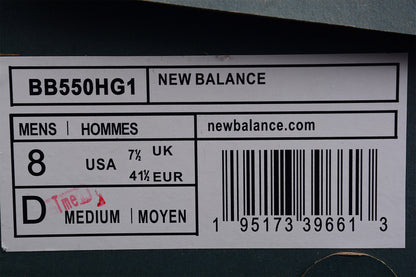 BB550HG1
NEW BALANCE
MENS | HOMMES
newbalance.com
8 USA 7½ UK
41½ EUR
D MEDIUM | MOYEN
1 95173 39661 3